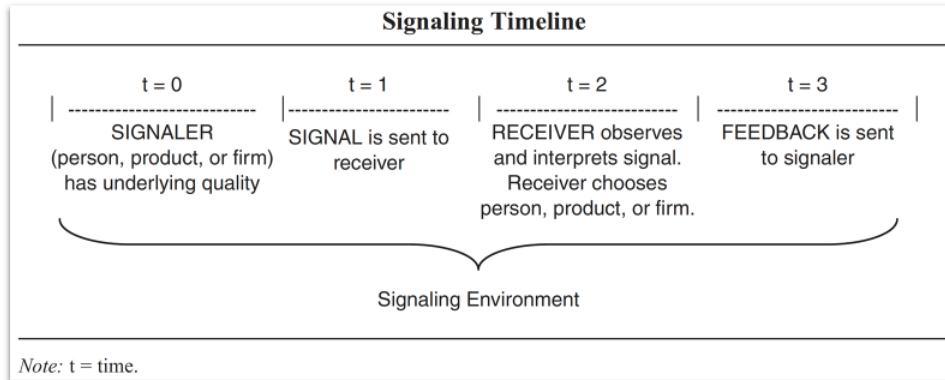 Signaling Timeline
t = 0
SIGNALER
(person, product, or firm)
has underlying quality
t = 1
SIGNAL is sent to
receiver
t = 2
RECEIVER observes
and interprets signal.
Receiver chooses
person, product, or firm.
t = 3
FEEDBACK is sent
to signaler
Signaling Environment
Note: t = time.